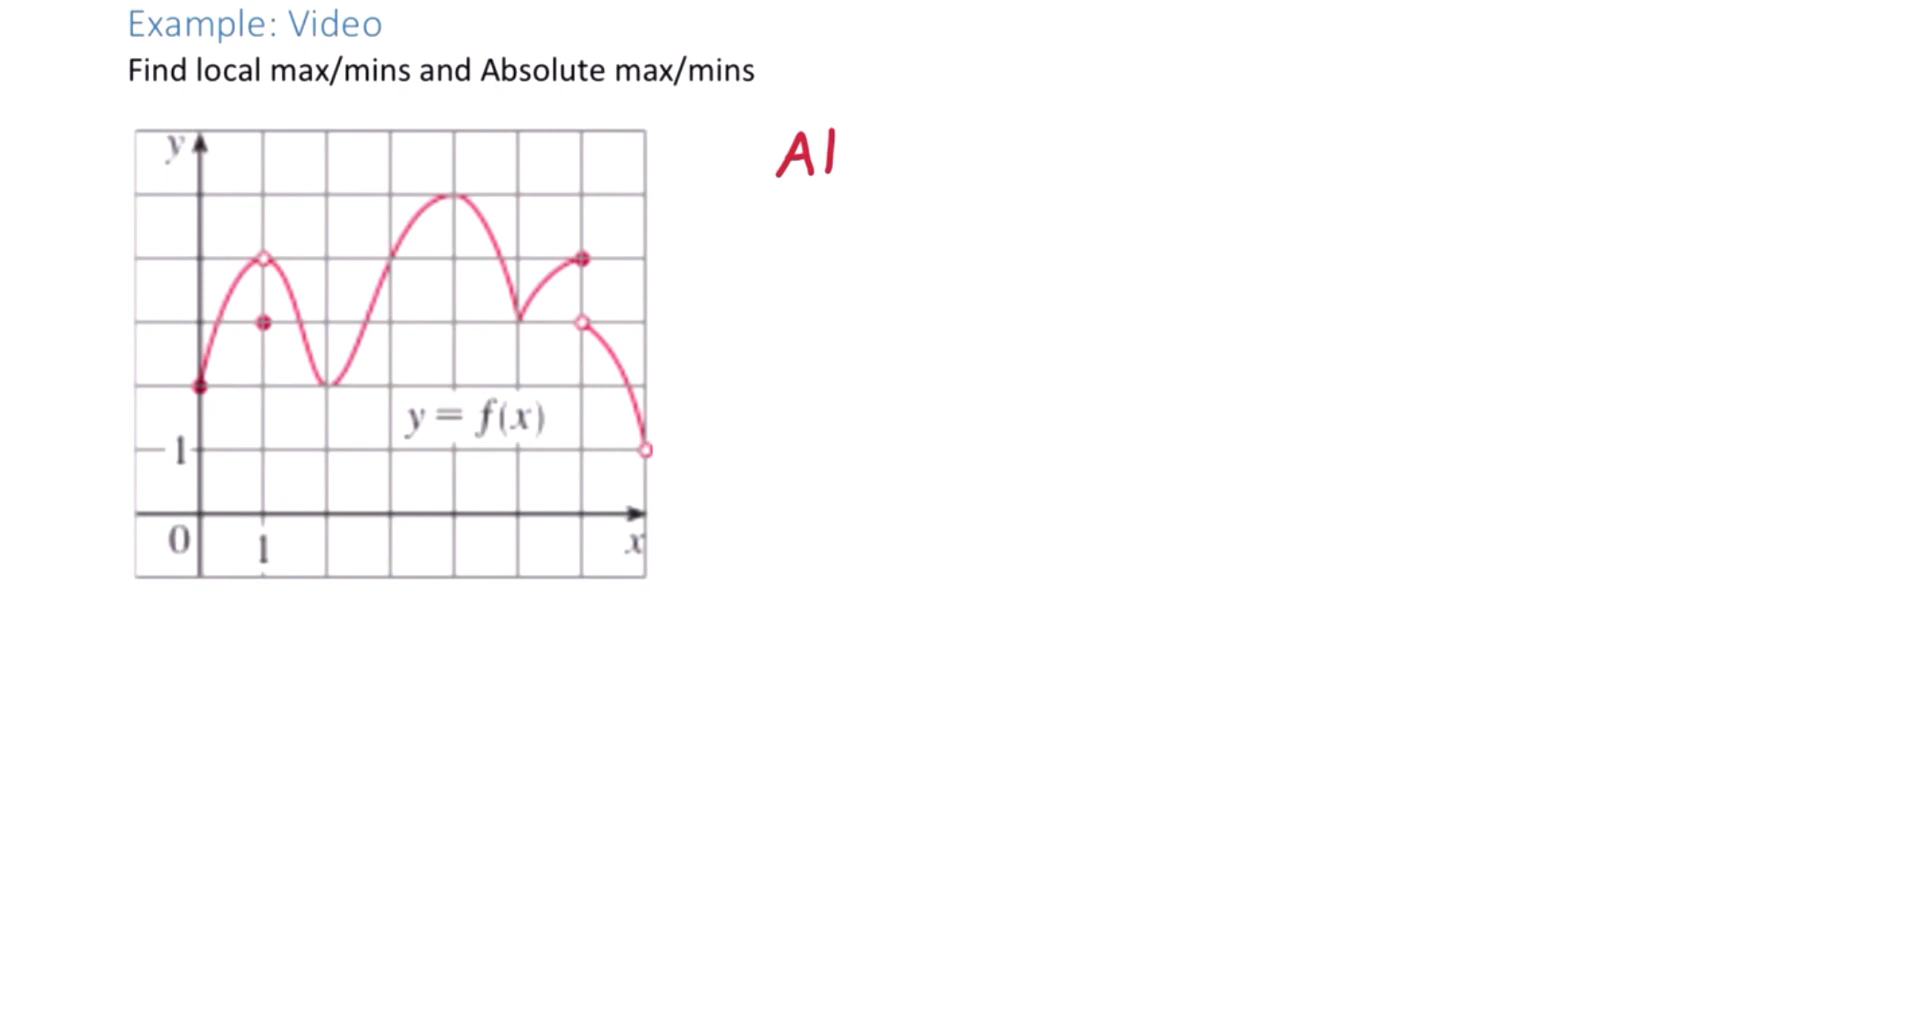 Example: Video
Find local max/mins and Absolute max/mins
y
Al
y = f(x)
1
0
1
x